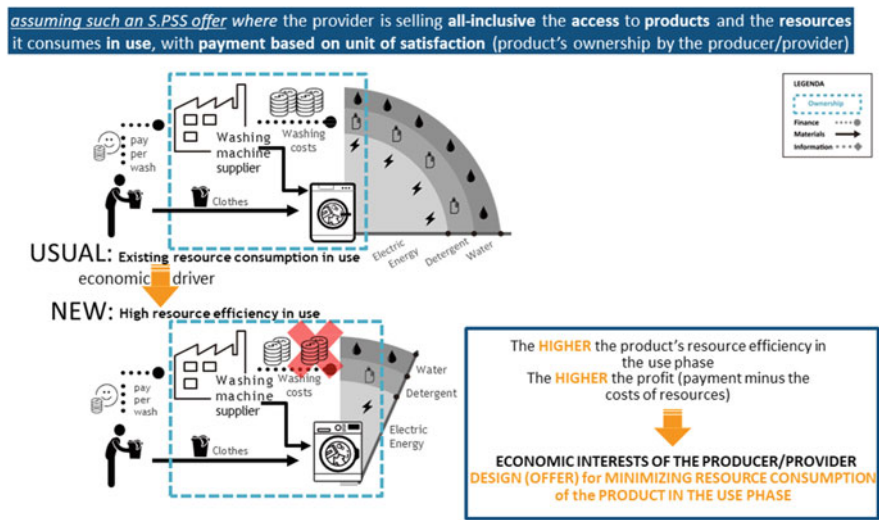 assuming such an S.PSS offer where the provider is selling all-inclusive the access to products and the resources
it consumes in use, with payment based on unit of satisfaction (product's ownership by the producer/provider)
LEGENDA
Ownership
Finance
Materials
Information
pay
per
wash
Washing
machine
supplier
Washing
costs
Clothes
Electric
Energy
Detergent
Water
USUAL: Existing resource consumption in use
economic driver
NEW: High resource efficiency in use
pay
per
wash
Washing
machine
supplier
Washing
costs
Clothes
Water
Detergent
Electric
Energy
The HIGHER the product's resource efficiency in
the use phase
The HIGHER the profit (payment minus the
costs of resources)
ECONOMIC INTERESTS OF THE PRODUCER/PROVIDER
DESIGN (OFFER) for MINIMIZING RESOURCE CONSUMPTION
of the PRODUCT IN THE USE PHASE